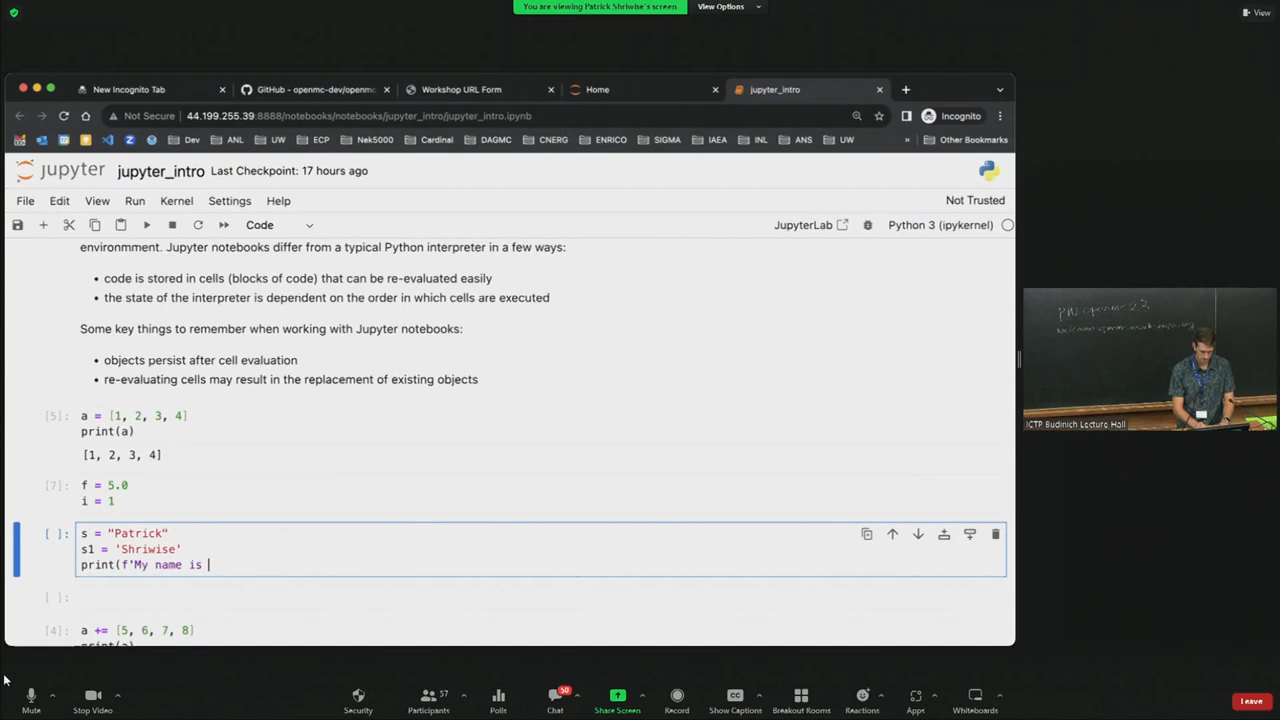 You are viewing Patrick Shriwise's screen
View Options
View
New Incognito Tab
GitHub - openmc-dev/openmc
Workshop URL Form
Home
jupyter_intro
Not Secure
44.199.255.39:8888/notebooks/notebooks/jupyter_intro/jupyter_intro.ipynb
Incognito
Dev
ANL
UW
ECP
Nek5000
Cardinal
DAGMC
CNERG
ENRICO
SIGMA
IAEA
INL
ANS
UW
»
Other Bookmarks
jupyter
jupyter_intro
Last Checkpoint: 17 hours ago
File
Edit
View
Run
Kernel
Settings
Help
Not Trusted
Code
JupyterLab
Python 3 (ipykernel)
environmment. Jupyter notebooks differ from a typical Python interpreter in a few ways:
• code is stored in cells (blocks of code) that can be re-evaluated easily
• the state of the interpreter is dependent on the order in which cells are executed
Some key things to remember when working with Jupyter notebooks:
• objects persist after cell evaluation
• re-evaluating cells may result in the replacement of existing objects
[5]: a = [1, 2, 3, 4]
print(a)
[1, 2, 3, 4]
[7]: f = 5.0
i = 1
[ ]: s = "Patrick"
s1 = 'Shriwise'
print(f'My name is
[ ]:
[4]: a += [5, 6, 7, 8]
print(a)
ICTP Budinich Lecture Hall
Mute
Stop Video
Security
57
Participants
Polls
50
Chat
Share Screen
Record
Show Captions
Breakout Rooms
Reactions
Apps
Whiteboards
Leave